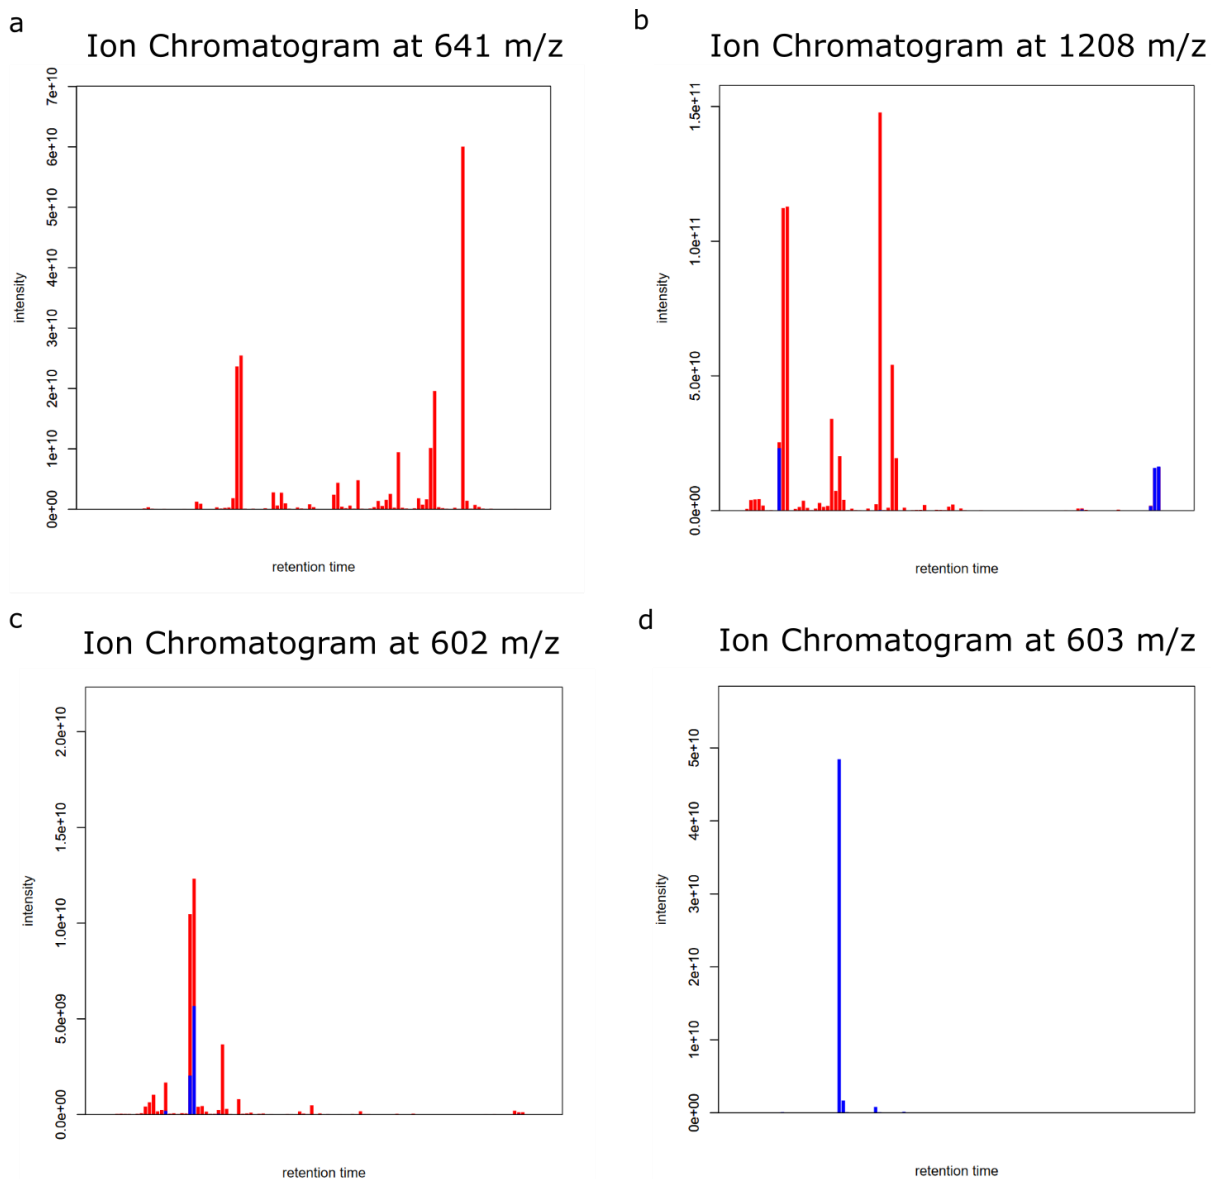 a
Ion Chromatogram at 641 m/z
7e+10
6e+10
5e+10
4e+10
3e+10
2e+10
1e+10
0e+00
intensity
retention time
b
Ion Chromatogram at 1208 m/z
1.5e+11
1.0e+11
5.0e+10
0.0e+00
intensity
retention time
c
Ion Chromatogram at 602 m/z
2.0e+10
1.5e+10
1.0e+10
5.0e+09
0.0e+00
intensity
retention time
d
Ion Chromatogram at 603 m/z
5e+10
4e+10
3e+10
2e+10
1e+10
0e+00
intensity
retention time